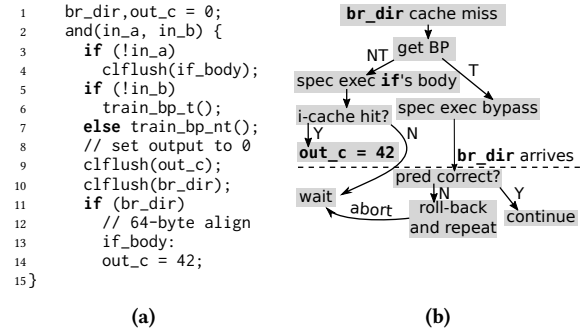 1 br_dir,out_c = 0;
2 and(in_a, in_b) {
3 if (!in_a)
4 clflush(if_body);
5 if (!in_b)
6 train_bp_t();
7 else train_bp_nt();
8 // set output to 0
9 clflush(out_c);
10 clflush(br_dir);
11 if (br_dir)
12 // 64-byte align
13 if_body:
14 out_c = 42;
15 }
(a)
br_dir cache miss
get BP
NT
T
spec exec if's body
spec exec bypass
i-cache hit?
Y
N
out_c = 42
br_dir arrives
pred correct?
wait
N
Y
abort
roll-back
and repeat
continue
(b)